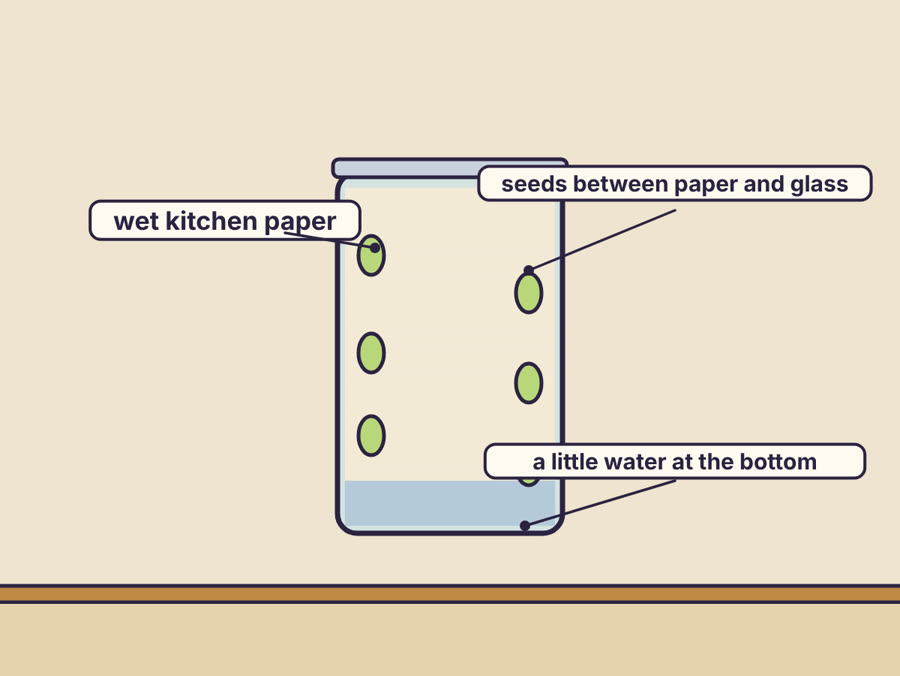 seeds between paper and glass
wet kitchen paper
a little water at the bottom